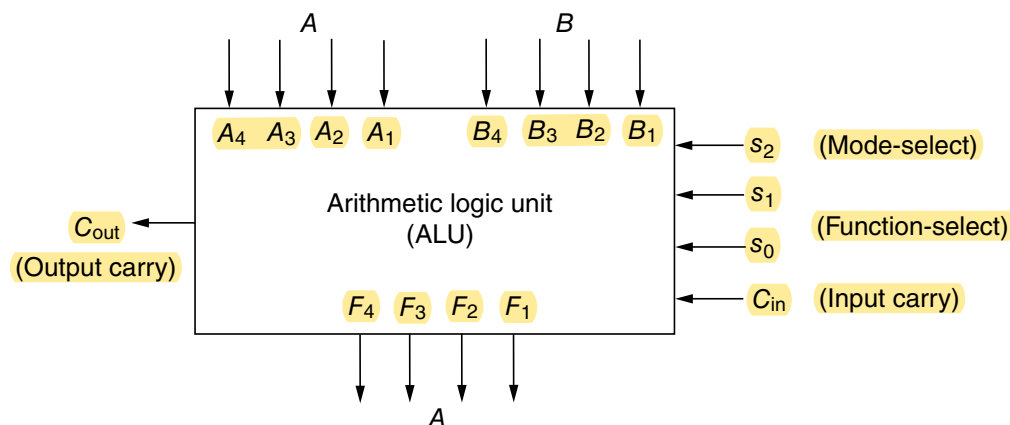 A B
A4 A3 A2 A1 B4 B3 B2 B1
s2 (Mode-select)
s1
Arithmetic logic unit
(ALU)
(Function-select)
Cout
s0
(Output carry)
F4 F3 F2 F1
Cin (Input carry)
A